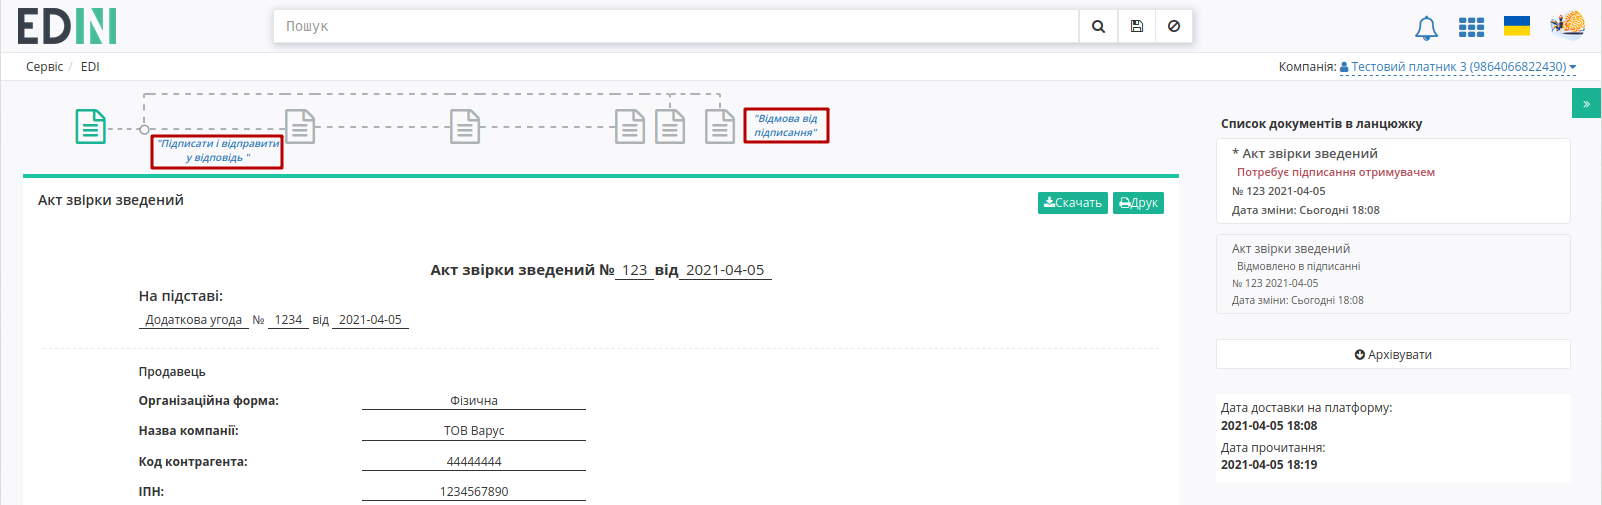 EDIN
Пошук
Сервіс / EDI
Компанія: Тестовий платник 3 (9864066822430)
"Підписати і відправити
у відповідь "
"Відмова від
підписання"
»
Акт звірки зведений
Скачать Друк
Акт звірки зведений № 123 від 2021-04-05
На підставі:
Додаткова угода № 1234 від 2021-04-05
Продавець
Організаційна форма: Фізична
Назва компанії: ТОВ Варус
Код контрагента: 44444444
ІПН: 1234567890
Список документів в ланцюжку
* Акт звірки зведений
Потребує підписання отримувачем
№ 123 2021-04-05
Дата зміни: Сьогодні 18:08
Акт звірки зведений
Відмовлено в підписанні
№ 123 2021-04-05
Дата зміни: Сьогодні 18:08
Архівувати
Дата доставки на платформу:
2021-04-05 18:08
Дата прочитання:
2021-04-05 18:19